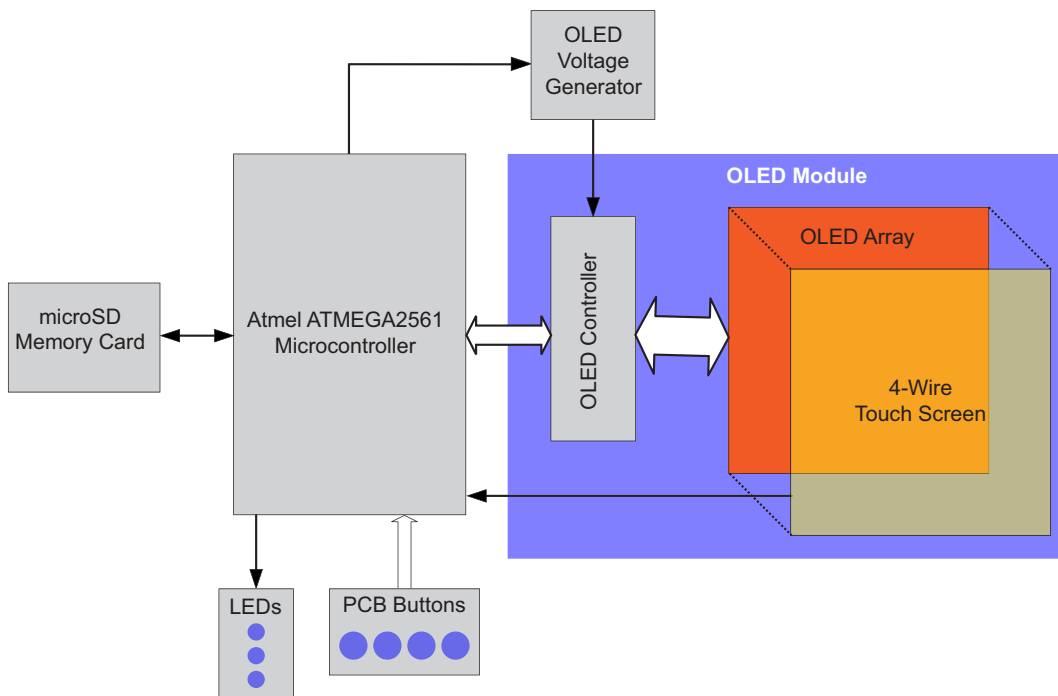 OLED
Voltage
Generator
OLED Module
OLED Array
OLED Controller
Atmel ATMEGA2561
Microcontroller
microSD
Memory Card
4-Wire
Touch Screen
LEDs
PCB Buttons